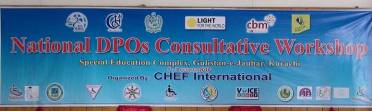 LIGHT
FOR THE WORLD
cbm
National DPOs Consultative Workshop
Special Education Complex, Gulistan-e-Jauhar, Karachi
Organized By CHEF International
VOICE